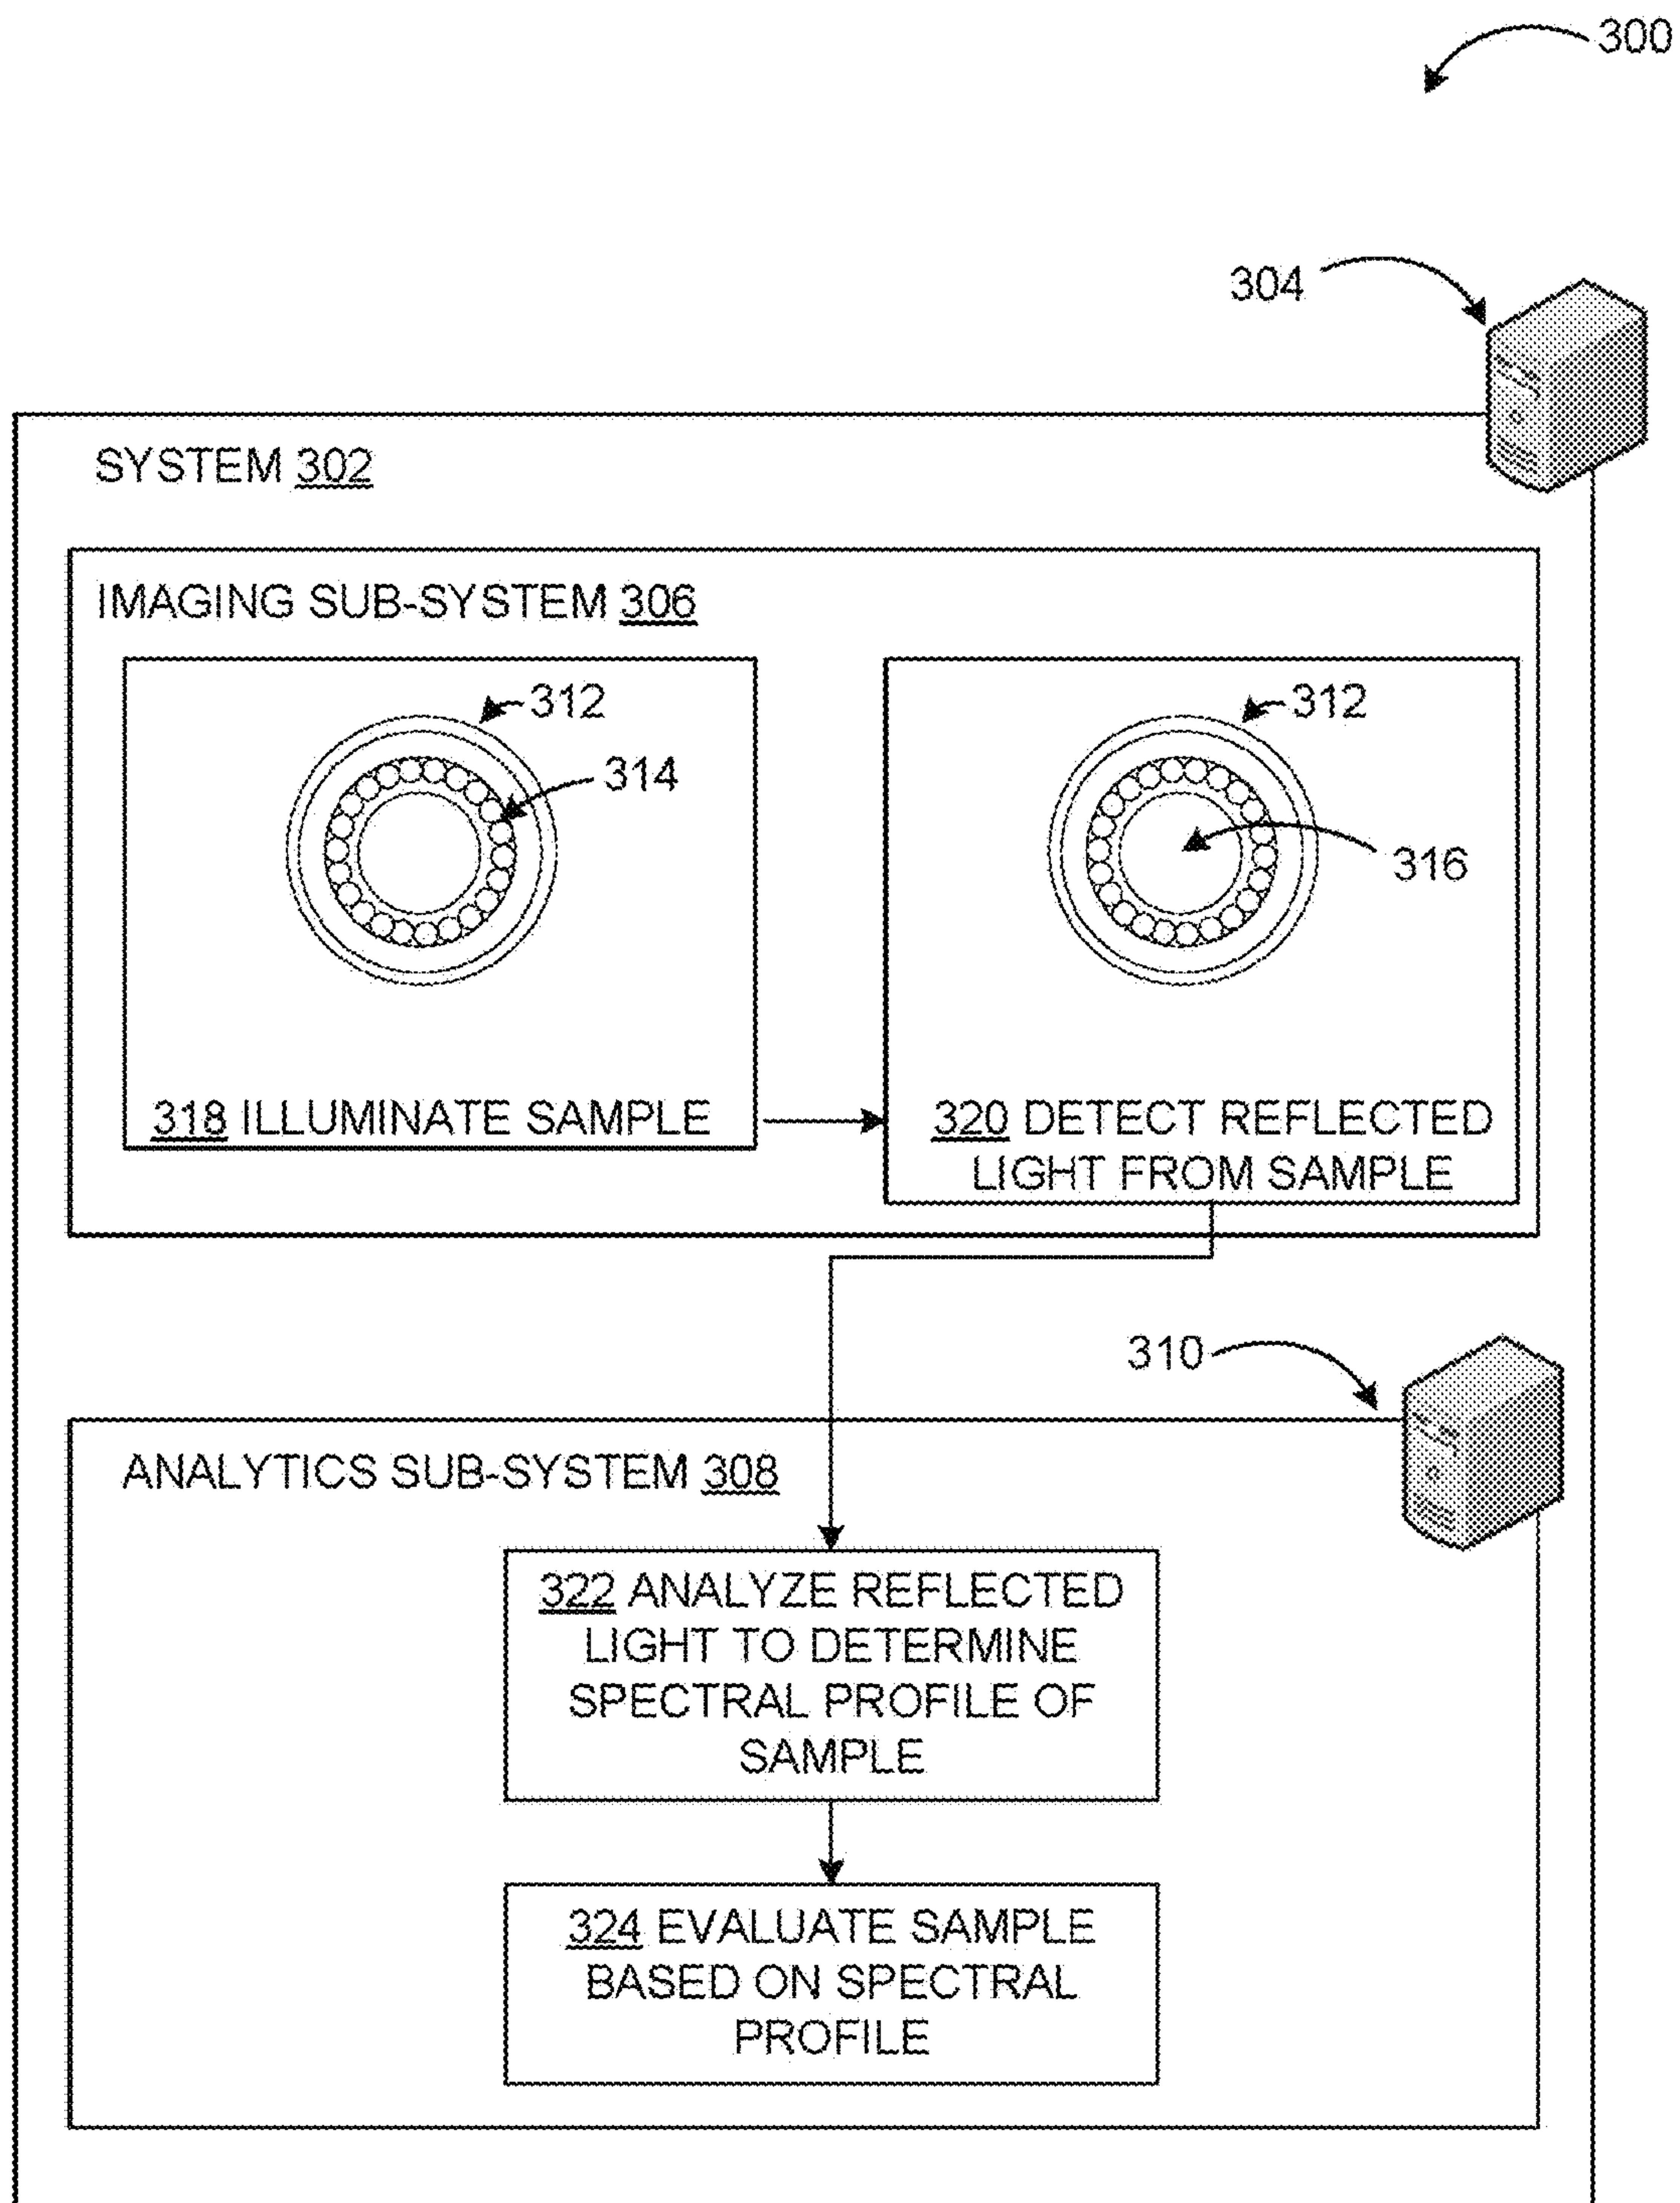 300
304
SYSTEM 302
IMAGING SUB-SYSTEM 306
312
314
318 ILLUMINATE SAMPLE
312
316
320 DETECT REFLECTED
LIGHT FROM SAMPLE
310
ANALYTICS SUB-SYSTEM 308
322 ANALYZE REFLECTED
LIGHT TO DETERMINE
SPECTRAL PROFILE OF
SAMPLE
324 EVALUATE SAMPLE
BASED ON SPECTRAL
PROFILE